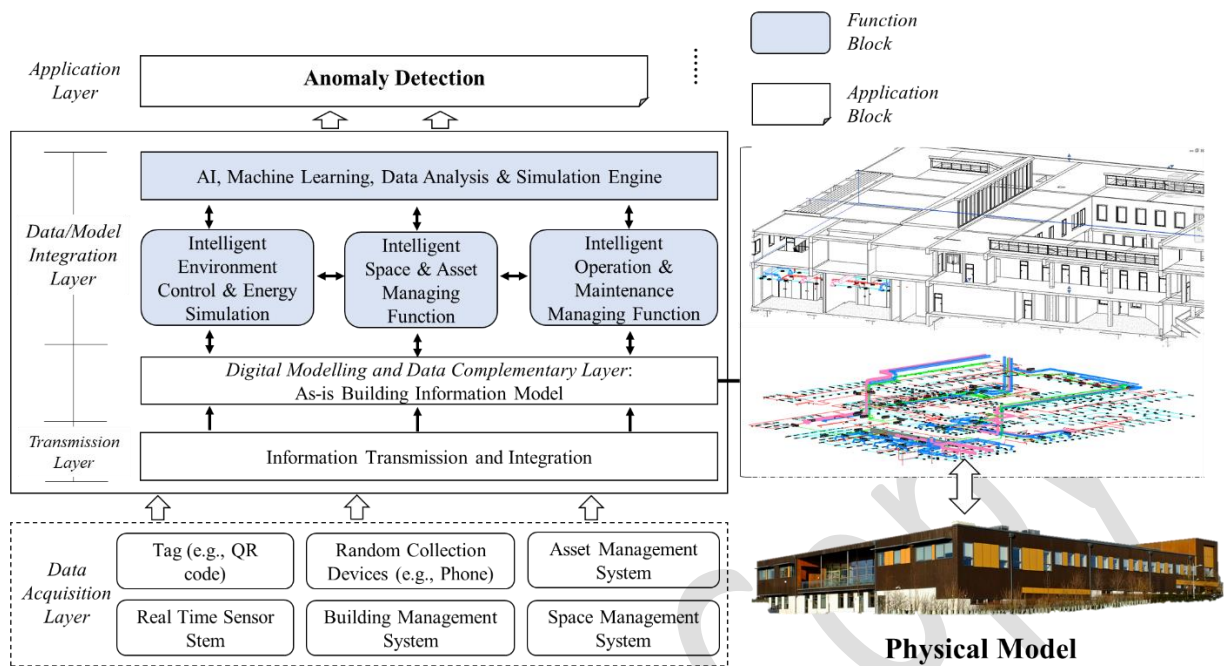 Application
Layer
Anomaly Detection
Function
Block
Application
Block
Data/Model
Integration
Layer
AI, Machine Learning, Data Analysis & Simulation Engine
Intelligent
Environment
Control & Energy
Simulation
Intelligent
Space & Asset
Managing
Function
Intelligent
Operation &
Maintenance
Managing Function
Digital Modelling and Data Complementary Layer:
As-is Building Information Model
Transmission
Layer
Information Transmission and Integration
Data
Acquisition
Layer
Tag (e.g., QR
code)
Random Collection
Devices (e.g., Phone)
Asset Management
System
Real Time Sensor
Stem
Building Management
System
Space Management
System
Physical Model